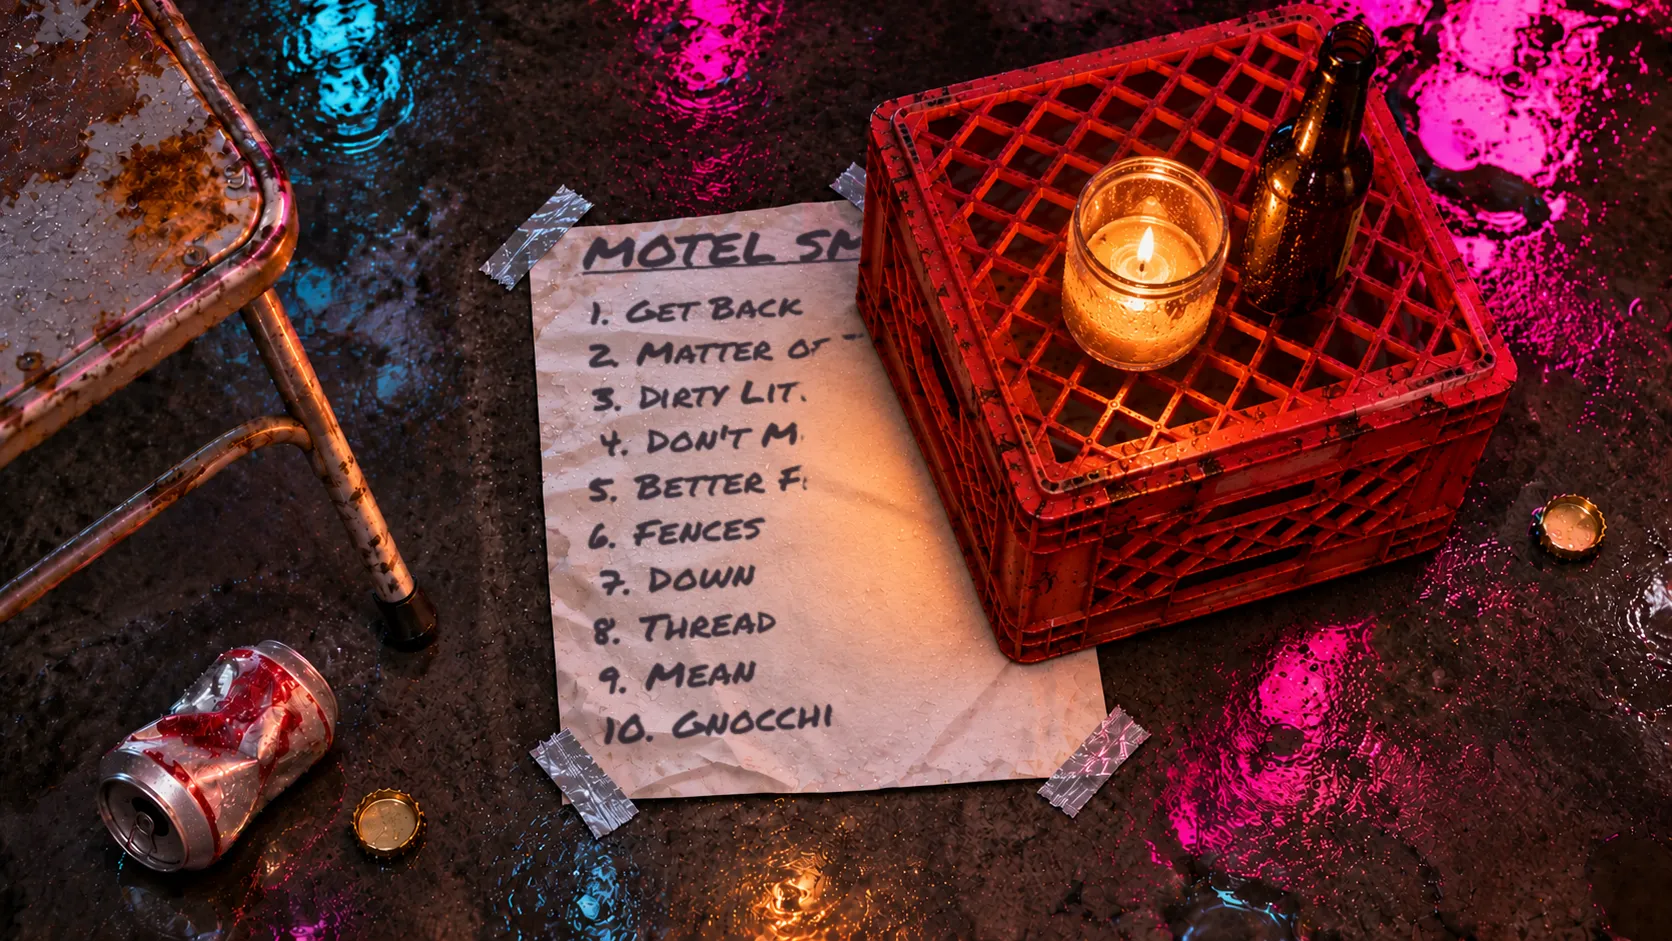 MOTEL
1. GET BACK
2. MATTER OF
3. DIRTY
4. DON'T
5. BETTER
6. FENCES
7. DOWN
8. THREAD
9. MEAN
10. GNOCCHI